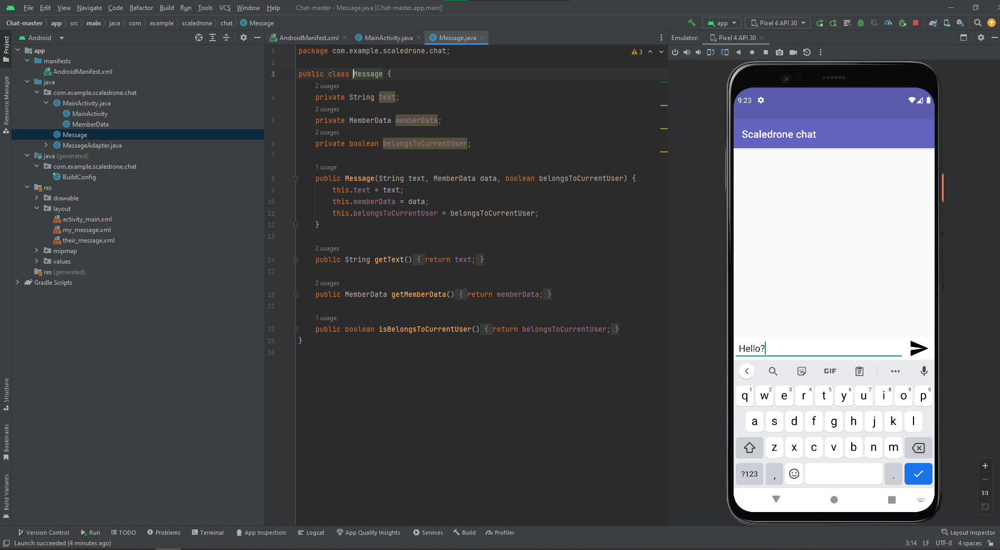 File Edit View Navigate Code Refactor Build Run Tools VCS Window Help Chat-master - Message.java [Chat-master.app.main]
Chat-master app src main java com example scaledrone chat Message
app Pixel 4 API 30
Project
Resource Manager
Structure
Bookmarks
Build Variants
Android
app
manifests
AndroidManifest.xml
java
com.example.scaledrone.chat
MainActivity.java
MainActivity
MemberData
Message
MessageAdapter.java
java (generated)
com.example.scaledrone.chat
BuildConfig
res
drawable
layout
activity_main.xml
my_message.xml
their_message.xml
mipmap
values
res (generated)
Gradle Scripts
AndroidManifest.xml MainActivity.java Message.java
3
1 package com.example.scaledrone.chat;
2
3 public class Message {
2 usages
4 private String text;
2 usages
5 private MemberData memberData;
2 usages
6 private boolean belongsToCurrentUser;
7
1 usage
8 public Message(String text, MemberData data, boolean belongsToCurrentUser) {
9 this.text = text;
10 this.memberData = data;
11 this.belongsToCurrentUser = belongsToCurrentUser;
12 }
13
2 usages
14 public String getText() { return text; }
17
2 usages
18 public MemberData getMemberData() { return memberData; }
21
1 usage
22 public boolean isBelongsToCurrentUser() { return belongsToCurrentUser; }
25 }
26
Emulator: Pixel 4 API 30
9:23
Scaledrone chat
Hello?
GIF
q1 w2 e3 r4 t5 y6 u7 i8 o9 p0
a s d f g h j k l
z x c v b n m
?123 , .
1:1
Version Control Run TODO Problems Terminal App Inspection Logcat App Quality Insights Services Build Profiler Layout Inspector
Launch succeeded (4 minutes ago) 3:14 LF UTF-8 4 spaces